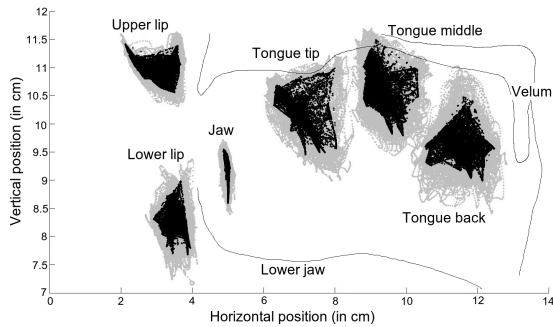 12
11.5
11
10.5
10
9.5
9
8.5
8
7.5
7
0
2
4
6
8
10
12
14
Vertical position (in cm)
Horizontal position (in cm)
Upper lip
Tongue tip
Tongue middle
Velum
Jaw
Lower lip
Tongue back
Lower jaw